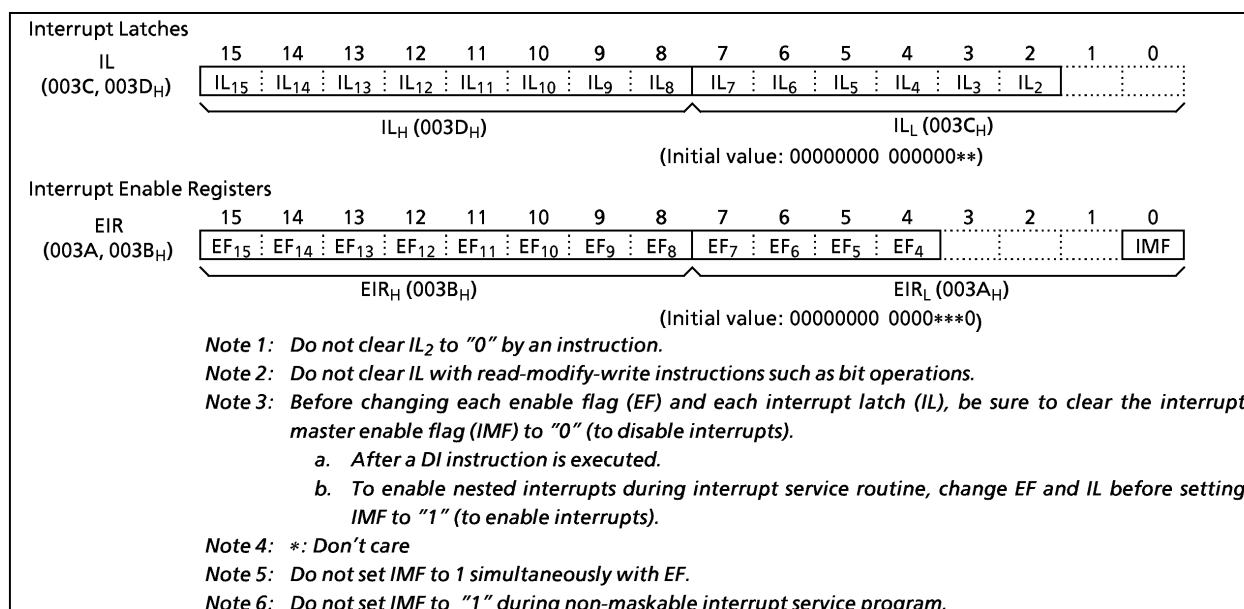 Interrupt Latches
IL
(003C, 003DH)
15 14 13 12 11 10 9 8 7 6 5 4 3 2 1 0
IL15 IL14 IL13 IL12 IL11 IL10 IL9 IL8 IL7 IL6 IL5 IL4 IL3 IL2
ILH (003DH) ILL (003CH)
(Initial value: 00000000 000000**)
Interrupt Enable Registers
EIR
(003A, 003BH)
15 14 13 12 11 10 9 8 7 6 5 4 3 2 1 0
EF15 EF14 EF13 EF12 EF11 EF10 EF9 EF8 EF7 EF6 EF5 EF4 IMF
EIRH (003BH) EIRL (003AH)
(Initial value: 00000000 0000***0)
Note 1: Do not clear IL2 to "0" by an instruction.
Note 2: Do not clear IL with read-modify-write instructions such as bit operations.
Note 3: Before changing each enable flag (EF) and each interrupt latch (IL), be sure to clear the interrupt
master enable flag (IMF) to "0" (to disable interrupts).
a. After a DI instruction is executed.
b. To enable nested interrupts during interrupt service routine, change EF and IL before setting
IMF to "1" (to enable interrupts).
Note 4: *: Don't care
Note 5: Do not set IMF to 1 simultaneously with EF.
Note 6: Do not set IMF to "1" during non-maskable interrupt service program.